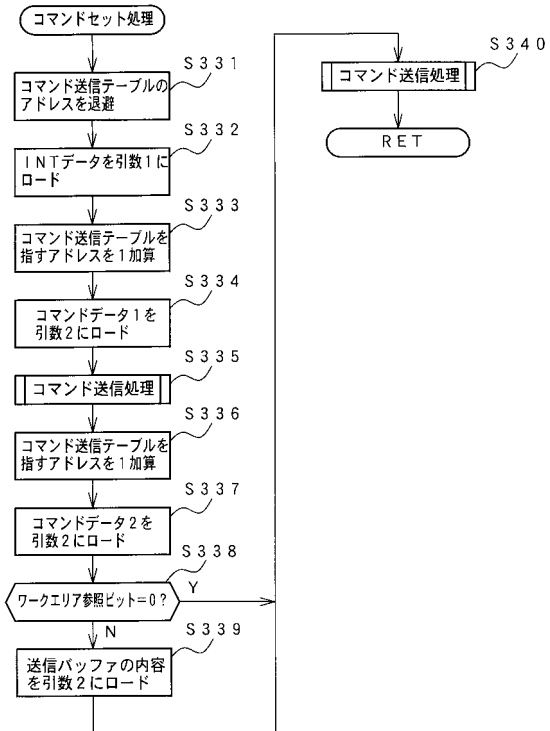 コマンドセット処理
S331
コマンド送信テーブルの
アドレスを退避
S332
INTデータを引数1に
ロード
S333
コマンド送信テーブルを
指すアドレスを1加算
S334
コマンドデータ1を
引数2にロード
S335
コマンド送信処理
S336
コマンド送信テーブルを
指すアドレスを1加算
S337
コマンドデータ2を
引数2にロード
S338
ワークエリア参照ビット=0?
Y
N
S339
送信バッファの内容
を引数2にロード
S340
コマンド送信処理
RET